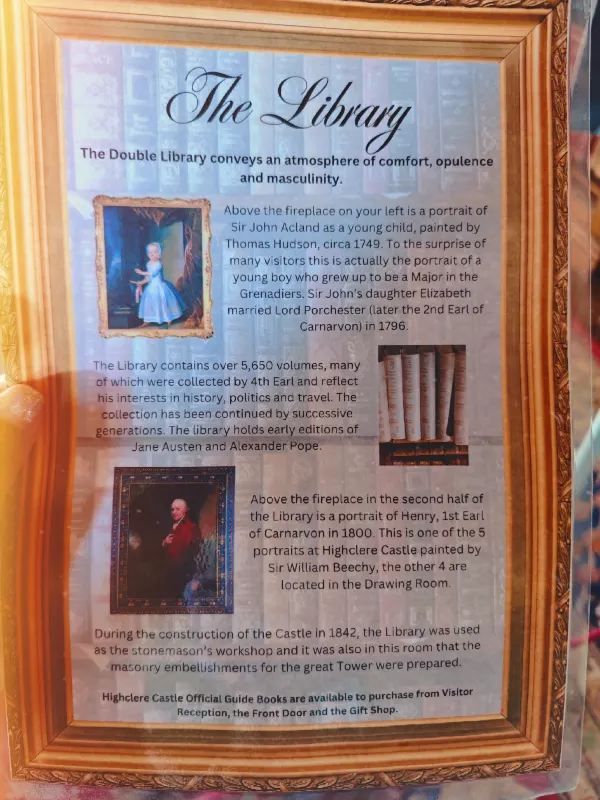 The Library
The Double Library conveys an atmosphere of comfort, opulence
and masculinity.
Above the fireplace on your left is a portrait of
Sir John Acland as a young child, painted by
Thomas Hudson, circa 1749. To the surprise of
many visitors this is actually the portrait of a
young boy who grew up to be a Major in the
Grenadiers. Sir John's daughter Elizabeth
married Lord Porchester (later the 2nd Earl of
Carnarvon) in 1796.
The Library contains over 5,650 volumes, many
of which were collected by 4th Earl and reflect
his interests in history, politics and travel. The
collection has been continued by successive
generations. The library holds early editions of
Jane Austen and Alexander Pope.
Above the fireplace in the second half of
the Library is a portrait of Henry, 1st Earl
of Carnarvon in 1800. This is one of the 5
portraits at Highclere Castle painted by
Sir William Beechy, the other 4 are
located in the Drawing Room.
During the construction of the Castle in 1842, the Library was used
as the stonemason's workshop and it was also in this room that the
masonry embellishments for the great Tower were prepared.
Highclere Castle Official Guide Books are available to purchase from Visitor
Reception, the Front Door and the Gift Shop.